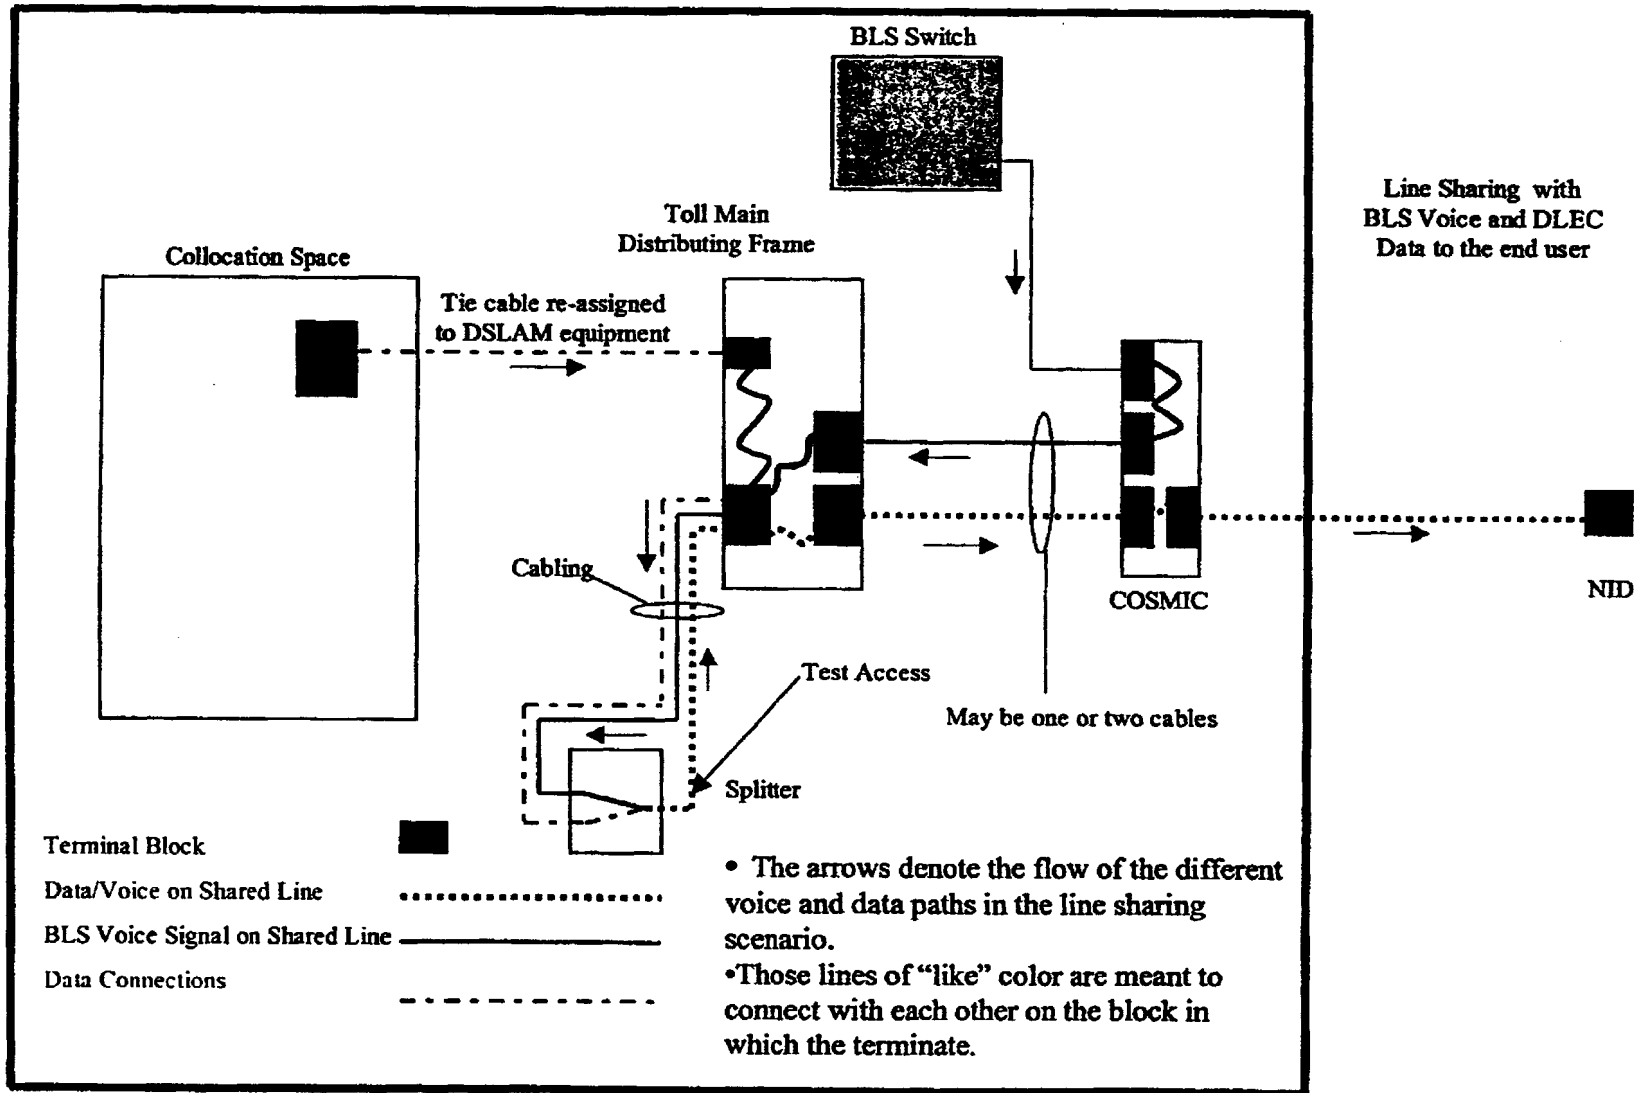 BLS Switch
Line Sharing with
BLS Voice and DLEC
Data to the end user
Toll Main
Distributing Frame
Collocation Space
Tie cable re-assigned
to DSLAM equipment
Cabling
COSMIC
NID
Test Access
May be one or two cables
Splitter
Terminal Block
Data/Voice on Shared Line
BLS Voice Signal on Shared Line
Data Connections
• The arrows denote the flow of the different
voice and data paths in the line sharing
scenario.
•Those lines of “like” color are meant to
connect with each other on the block in
which the terminate.